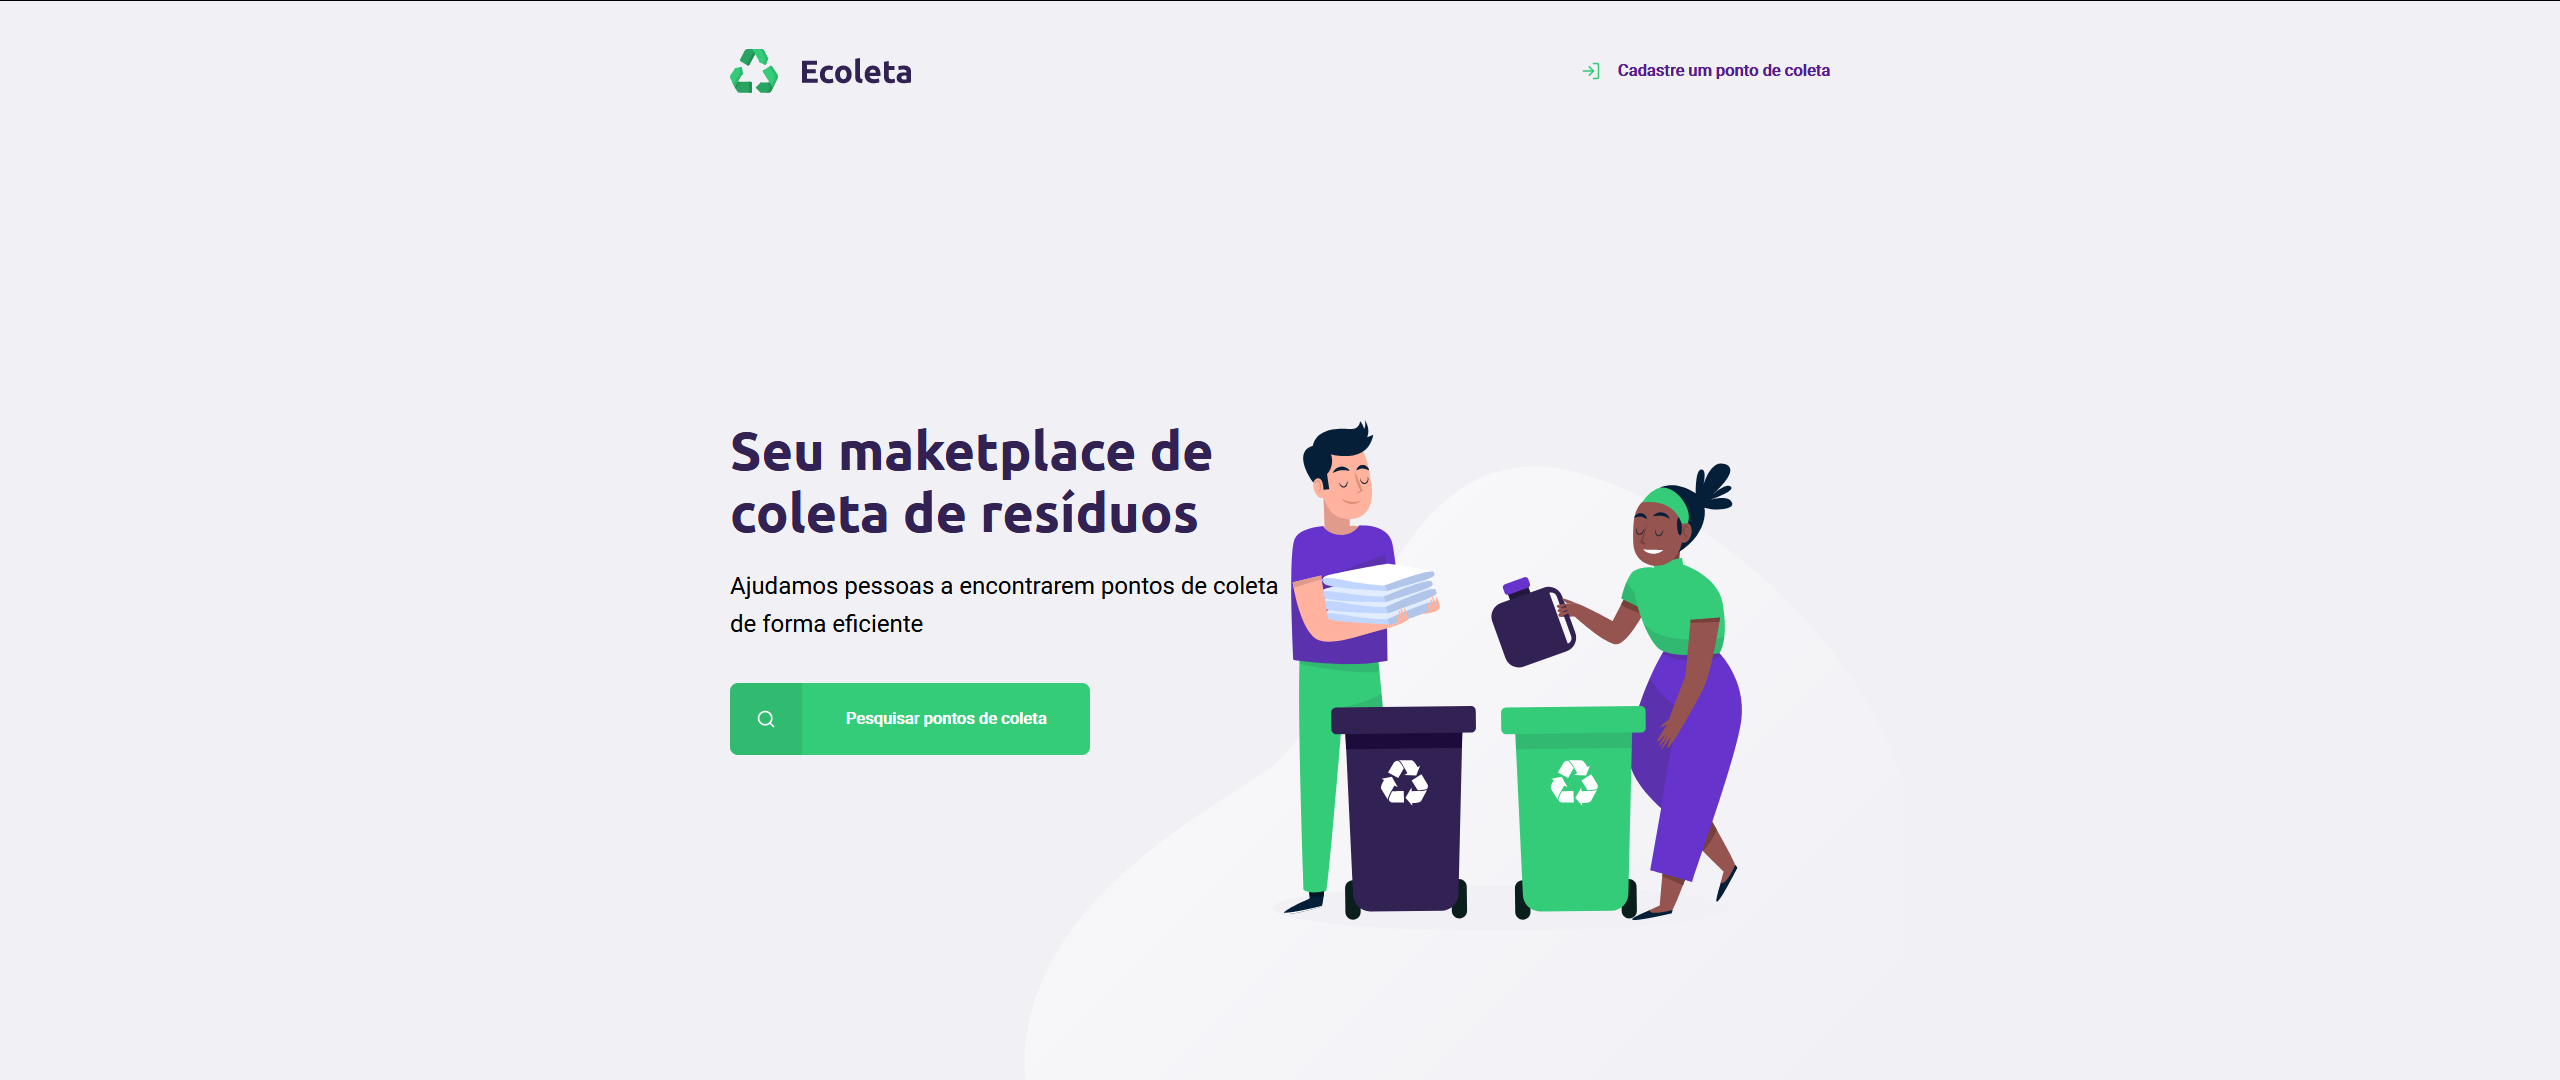 Ecoleta
Cadastre um ponto de coleta
Seu maketplace de
coleta de resíduos
Ajudamos pessoas a encontrarem pontos de coleta
de forma eficiente
Pesquisar pontos de coleta